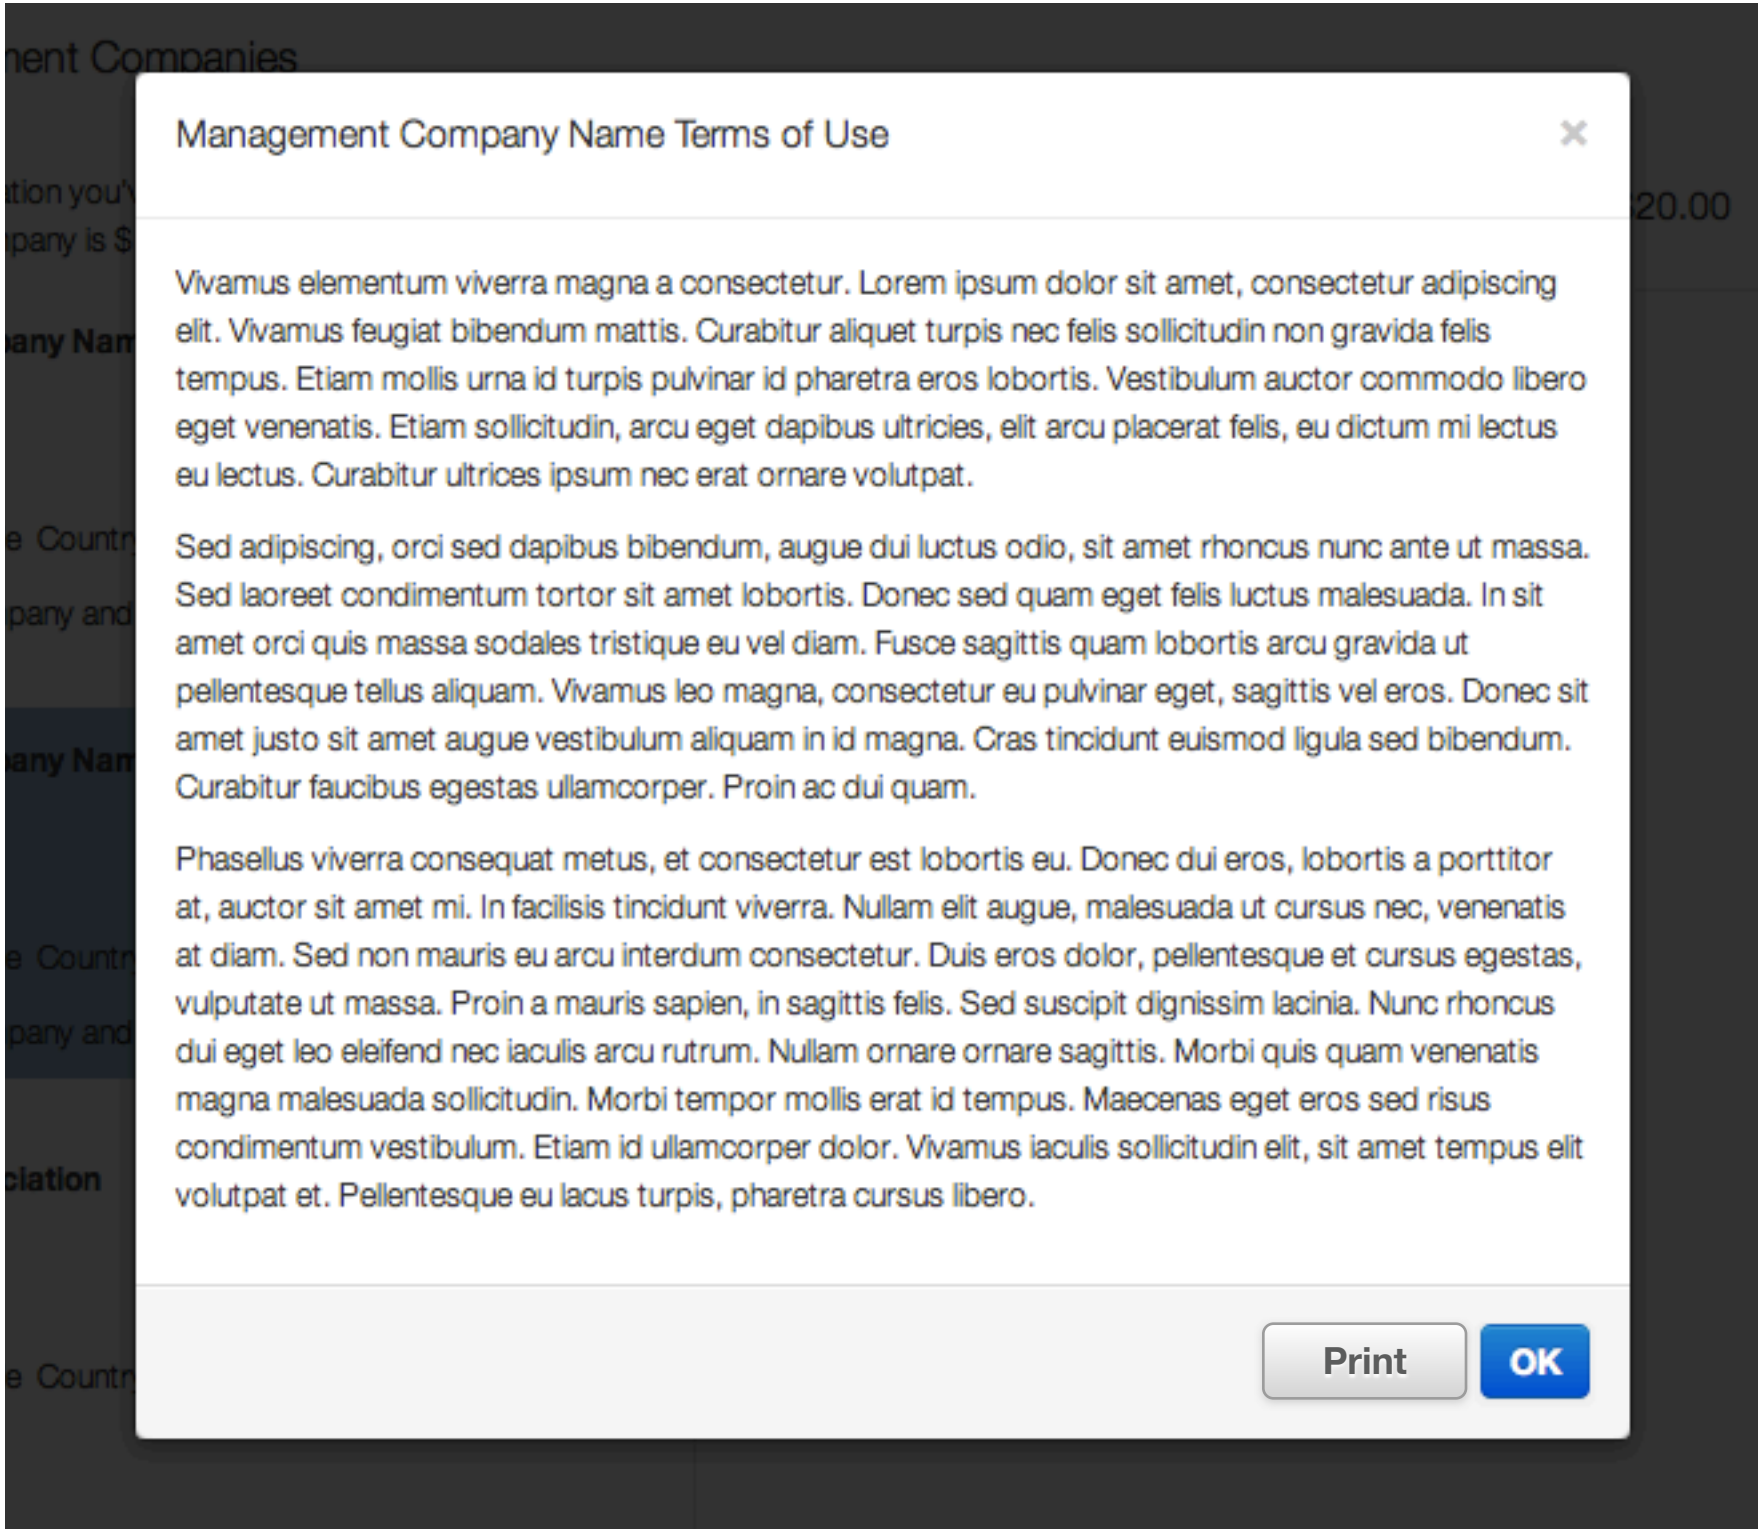 Companies
Management Company Name Terms of Use
×
you'v
is $
$20.00
Vivamus elementum viverra magna a consectetur. Lorem ipsum dolor sit amet, consectetur adipiscing
elit. Vivamus feugiat bibendum mattis. Curabitur aliquet turpis nec felis sollicitudin non gravida felis
tempus. Etiam mollis urna id turpis pulvinar id pharetra eros lobortis. Vestibulum auctor commodo libero
eget venenatis. Etiam sollicitudin, arcu eget dapibus ultricies, elit arcu placerat felis, eu dictum mi lectus
eu lectus. Curabitur ultrices ipsum nec erat ornare volutpat.
Sed adipiscing, orci sed dapibus bibendum, augue dui luctus odio, sit amet rhoncus nunc ante ut massa.
Sed laoreet condimentum tortor sit amet lobortis. Donec sed quam eget felis luctus malesuada. In sit
amet orci quis massa sodales tristique eu vel diam. Fusce sagittis quam lobortis arcu gravida ut
pellentesque tellus aliquam. Vivamus leo magna, consectetur eu pulvinar eget, sagittis vel eros. Donec sit
amet justo sit amet augue vestibulum aliquam in id magna. Cras tincidunt euismod ligula sed bibendum.
Curabitur faucibus egestas ullamcorper. Proin ac dui quam.
Phasellus viverra consequat metus, et consectetur est lobortis eu. Donec dui eros, lobortis a porttitor
at, auctor sit amet mi. In facilisis tincidunt viverra. Nullam elit augue, malesuada ut cursus nec, venenatis
at diam. Sed non mauris eu arcu interdum consectetur. Duis eros dolor, pellentesque et cursus egestas,
vulputate ut massa. Proin a mauris sapien, in sagittis felis. Sed suscipit dignissim lacinia. Nunc rhoncus
dui eget leo eleifend nec iaculis arcu rutrum. Nullam ornare ornare sagittis. Morbi quis quam venenatis
magna malesuada sollicitudin. Morbi tempor mollis erat id tempus. Maecenas eget eros sed risus
condimentum vestibulum. Etiam id ullamcorper dolor. Vivamus iaculis sollicitudin elit, sit amet tempus elit
volutpat et. Pellentesque eu lacus turpis, pharetra cursus libero.
Print
OK
e Country
pany and
e Country
pany and
ciation
e Country